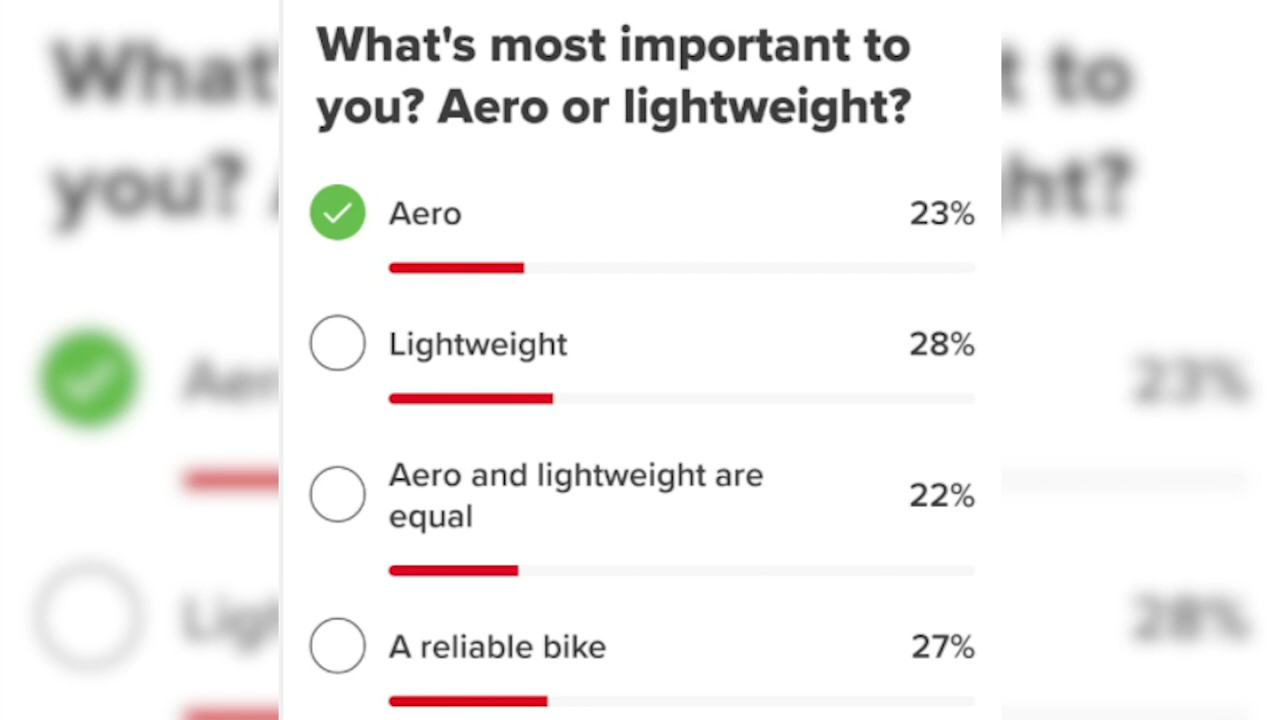 What's most important to
you? Aero or lightweight?
Aero 23%
Lightweight 28%
Aero and lightweight are
equal 22%
A reliable bike 27%